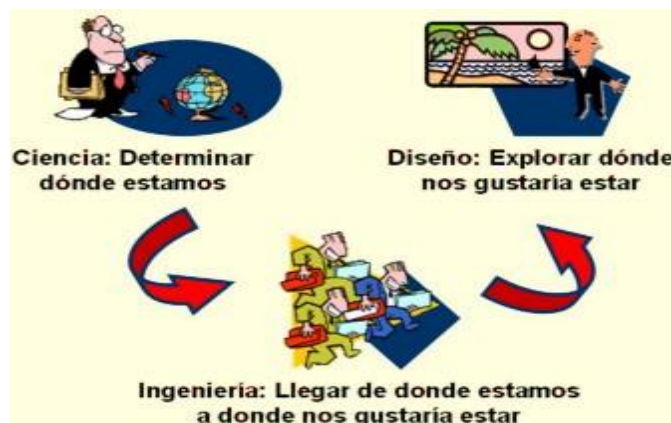 Ciencia: Determinar
dónde estamos
Diseño: Explorar dónde
nos gustaría estar
Ingeniería: Llegar de donde estamos
a donde nos gustaría estar